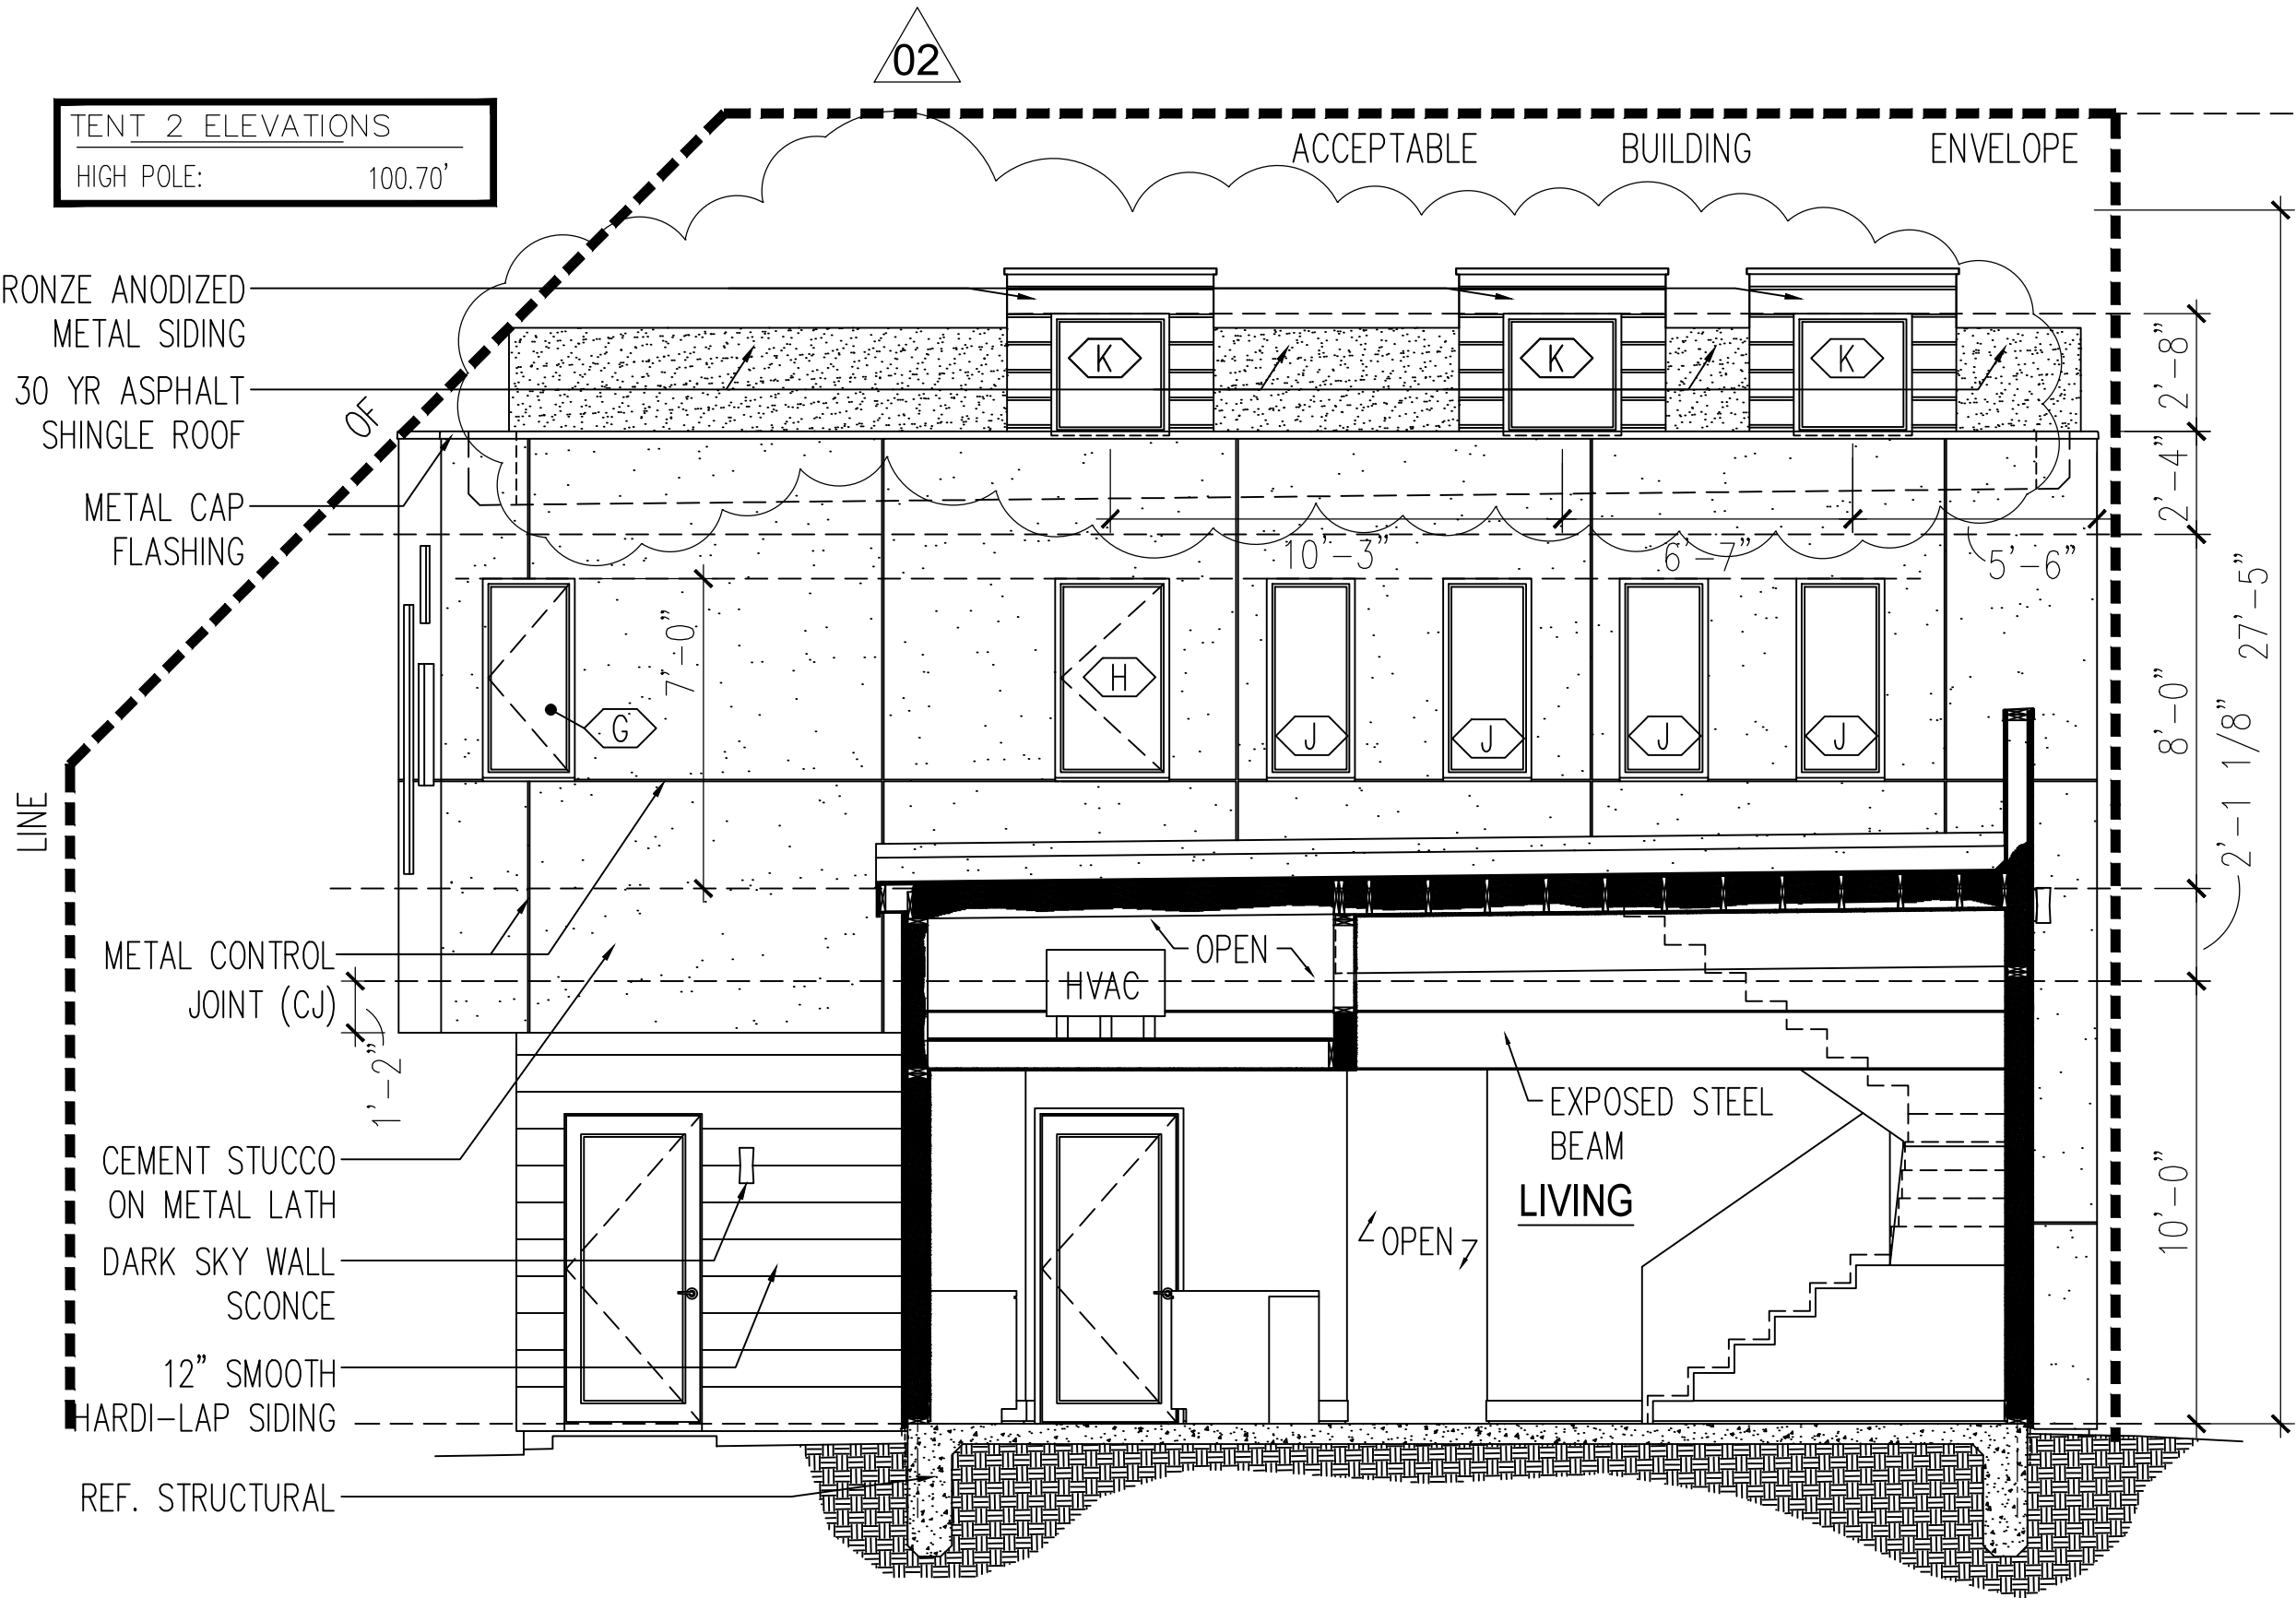 02
TENT 2 ELEVATIONS
HIGH POLE: 100.70'
ACCEPTABLE BUILDING ENVELOPE
OF
LINE
RONZE ANODIZED
METAL SIDING
30 YR ASPHALT
SHINGLE ROOF
METAL CAP
FLASHING
METAL CONTROL
JOINT (CJ)
1'-2"
CEMENT STUCCO
ON METAL LATH
DARK SKY WALL
SCONCE
12" SMOOTH
HARDI-LAP SIDING
REF. STRUCTURAL
K
K
K
10'-3"
6'-7"
5'-6"
7'-0"
G
H
J
J
J
J
OPEN
HVAC
EXPOSED STEEL
BEAM
LIVING
OPEN
2'-8"
2'-4"
8'-0"
27'-5"
2'-1 1/8"
10'-0"